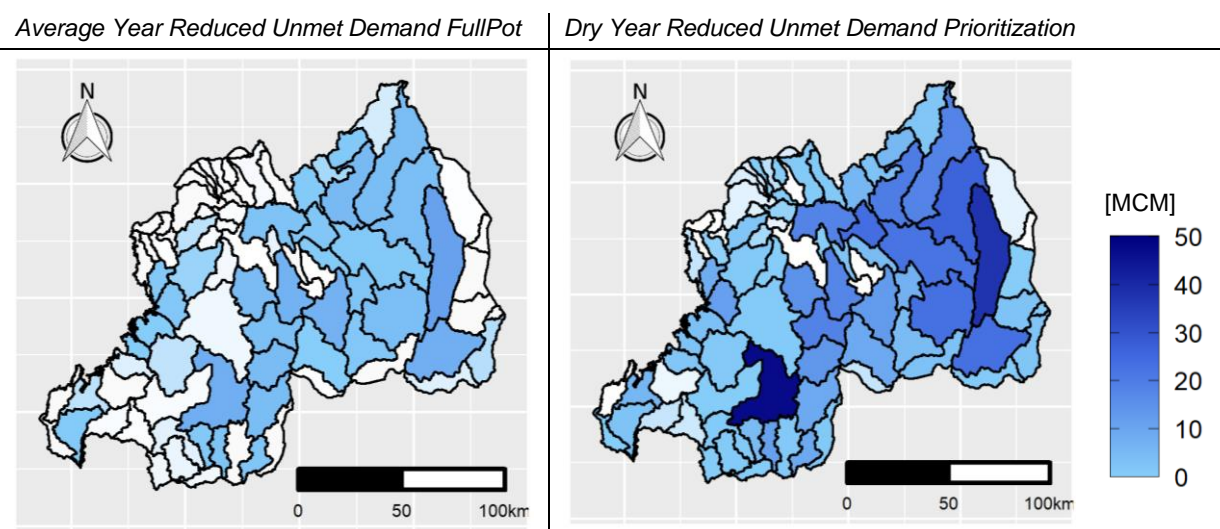 Average Year Reduced Unmet Demand FullPot
Dry Year Reduced Unmet Demand Prioritization
N
N
[MCM]
50
40
30
20
10
0
0 50 100km
0 50 100km